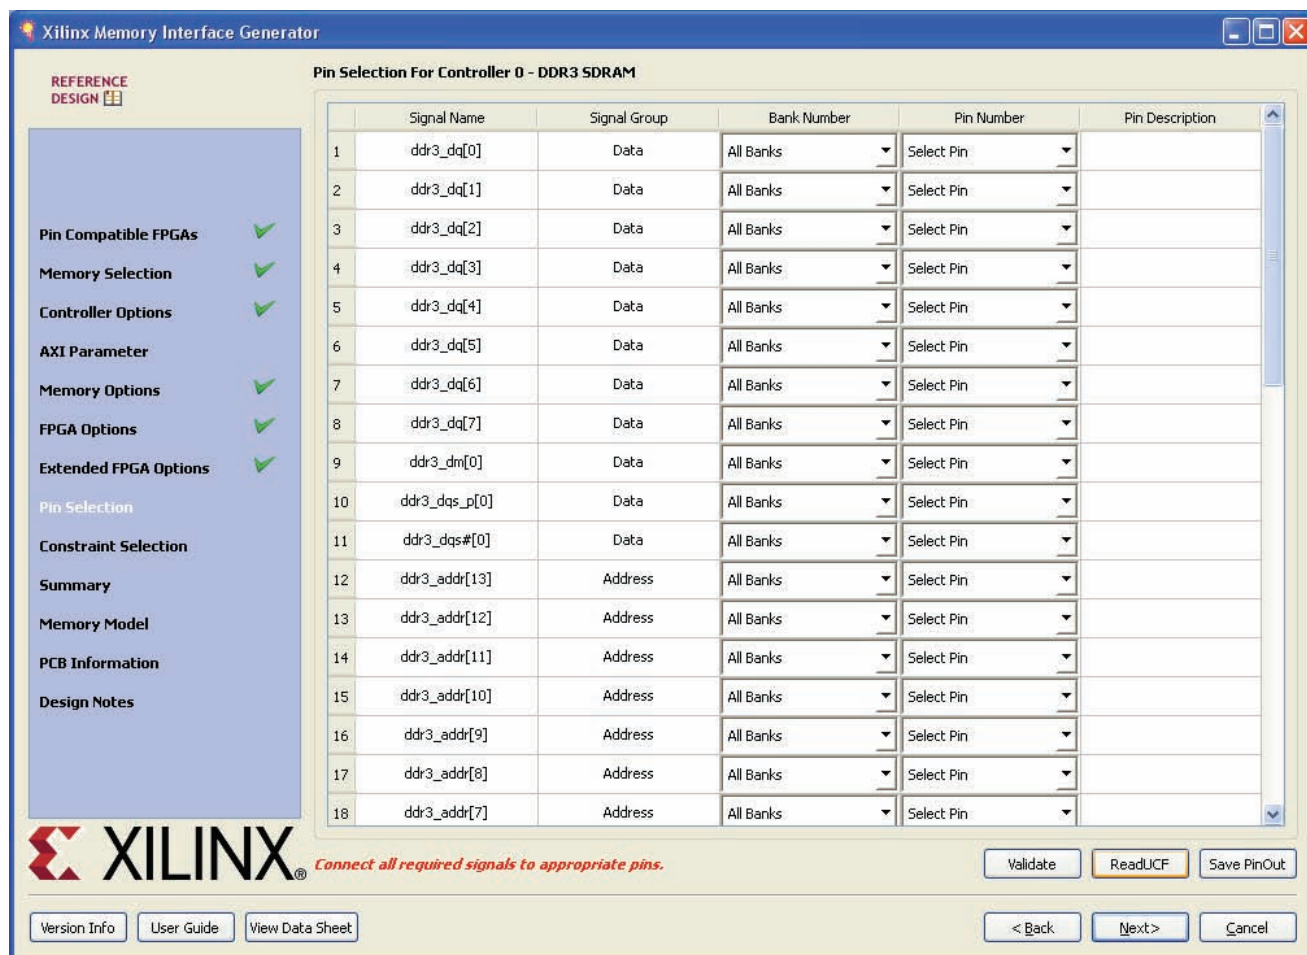 Xilinx Memory Interface Generator
REFERENCE
DESIGN
Pin Compatible FPGAs
Memory Selection
Controller Options
AXI Parameter
Memory Options
FPGA Options
Extended FPGA Options
Pin Selection
Constraint Selection
Summary
Memory Model
PCB Information
Design Notes
XILINX®
Pin Selection For Controller 0 - DDR3 SDRAM
Signal Name Signal Group Bank Number Pin Number Pin Description
1 ddr3_dq[0] Data All Banks Select Pin
2 ddr3_dq[1] Data All Banks Select Pin
3 ddr3_dq[2] Data All Banks Select Pin
4 ddr3_dq[3] Data All Banks Select Pin
5 ddr3_dq[4] Data All Banks Select Pin
6 ddr3_dq[5] Data All Banks Select Pin
7 ddr3_dq[6] Data All Banks Select Pin
8 ddr3_dq[7] Data All Banks Select Pin
9 ddr3_dm[0] Data All Banks Select Pin
10 ddr3_dqs_p[0] Data All Banks Select Pin
11 ddr3_dqs#[0] Data All Banks Select Pin
12 ddr3_addr[13] Address All Banks Select Pin
13 ddr3_addr[12] Address All Banks Select Pin
14 ddr3_addr[11] Address All Banks Select Pin
15 ddr3_addr[10] Address All Banks Select Pin
16 ddr3_addr[9] Address All Banks Select Pin
17 ddr3_addr[8] Address All Banks Select Pin
18 ddr3_addr[7] Address All Banks Select Pin
Connect all required signals to appropriate pins.
Validate ReadUCF Save PinOut
Version Info User Guide View Data Sheet < Back Next> Cancel